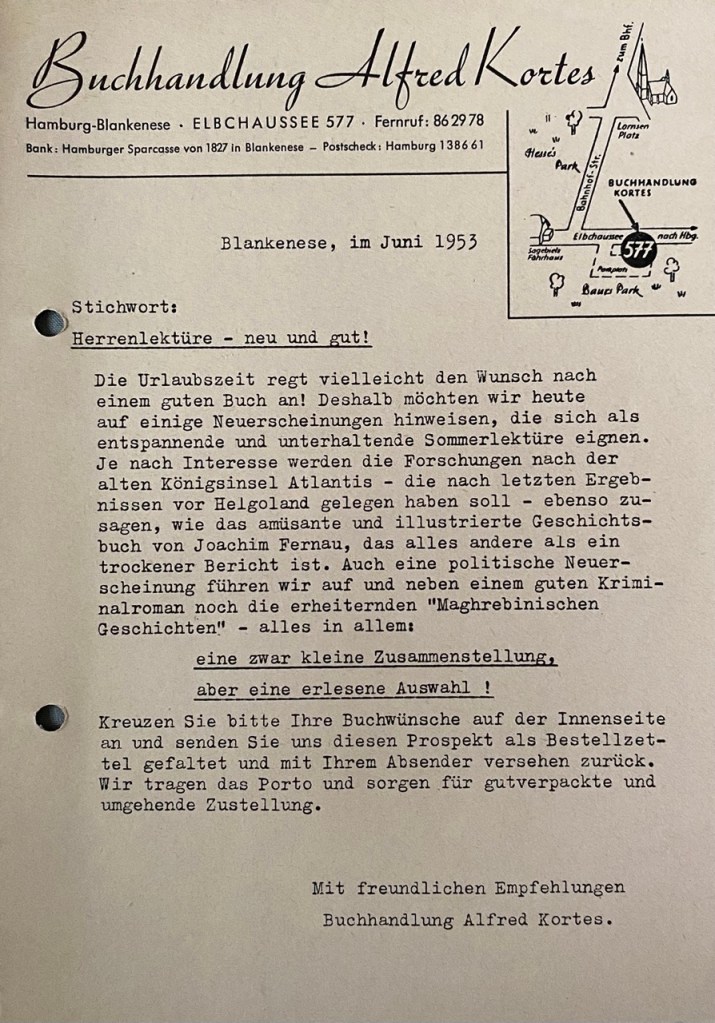 Buchhandlung Alfred Kortes
Hamburg-Blankenese · ELBCHAUSSEE 577 · Fernruf: 86 29 78
Bank: Hamburger Sparcasse von 1827 in Blankenese – Postscheck: Hamburg 1386 61
zum Bhf.
Lornsen
Platz
Park
Bahnhof-Str.
BUCHHANDLUNG
KORTES
Elbchaussee
nach Hbg.
577
Sagebiels
Fährhaus
Parkplatz
Baurs Park
Blankenese, im Juni 1953
Stichwort:
Herrenlektüre - neu und gut!
Die Urlaubszeit regt vielleicht den Wunsch nach
einem guten Buch an! Deshalb möchten wir heute
auf einige Neuerscheinungen hinweisen, die sich als
entspannende und unterhaltende Sommerlektüre eignen.
Je nach Interesse werden die Forschungen nach der
alten Königsinsel Atlantis - die nach letzten Ergeb-
nissen vor Helgoland gelegen haben soll - ebenso zu-
sagen, wie das amüsante und illustrierte Geschichts-
buch von Joachim Fernau, das alles andere als ein
trockener Bericht ist. Auch eine politische Neuer-
scheinung führen wir auf und neben einem guten Krimi-
nalroman noch die erheiternden "Maghrebinischen
Geschichten" - alles in allem:
eine zwar kleine Zusammenstellung,
aber eine erlesene Auswahl !
Kreuzen Sie bitte Ihre Buchwünsche auf der Innenseite
an und senden Sie uns diesen Prospekt als Bestellzet-
tel gefaltet und mit Ihrem Absender versehen zurück.
Wir tragen das Porto und sorgen für gutverpackte und
umgehende Zustellung.
Mit freundlichen Empfehlungen
Buchhandlung Alfred Kortes.